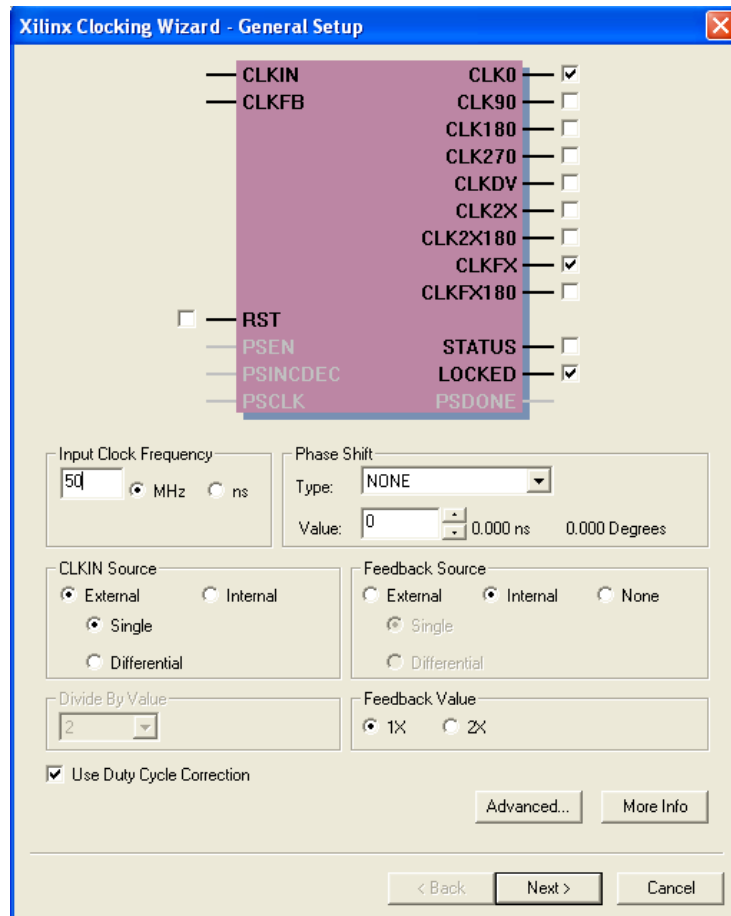 Xilinx Clocking Wizard - General Setup
CLKIN CLK0
CLKFB CLK90
CLK180
CLK270
CLKDV
CLK2X
CLK2X180
CLKFX
CLKFX180
RST
PSEN STATUS
PSINCDEC LOCKED
PSCLK PSDONE
Input Clock Frequency
50 MHz ns
Phase Shift
Type: NONE
Value: 0 0.000 ns 0.000 Degrees
CLKIN Source
External Internal
Single
Differential
Feedback Source
External Internal None
Single
Differential
Divide By Value
2
Feedback Value
1X 2X
Use Duty Cycle Correction
Advanced... More Info
< Back Next > Cancel